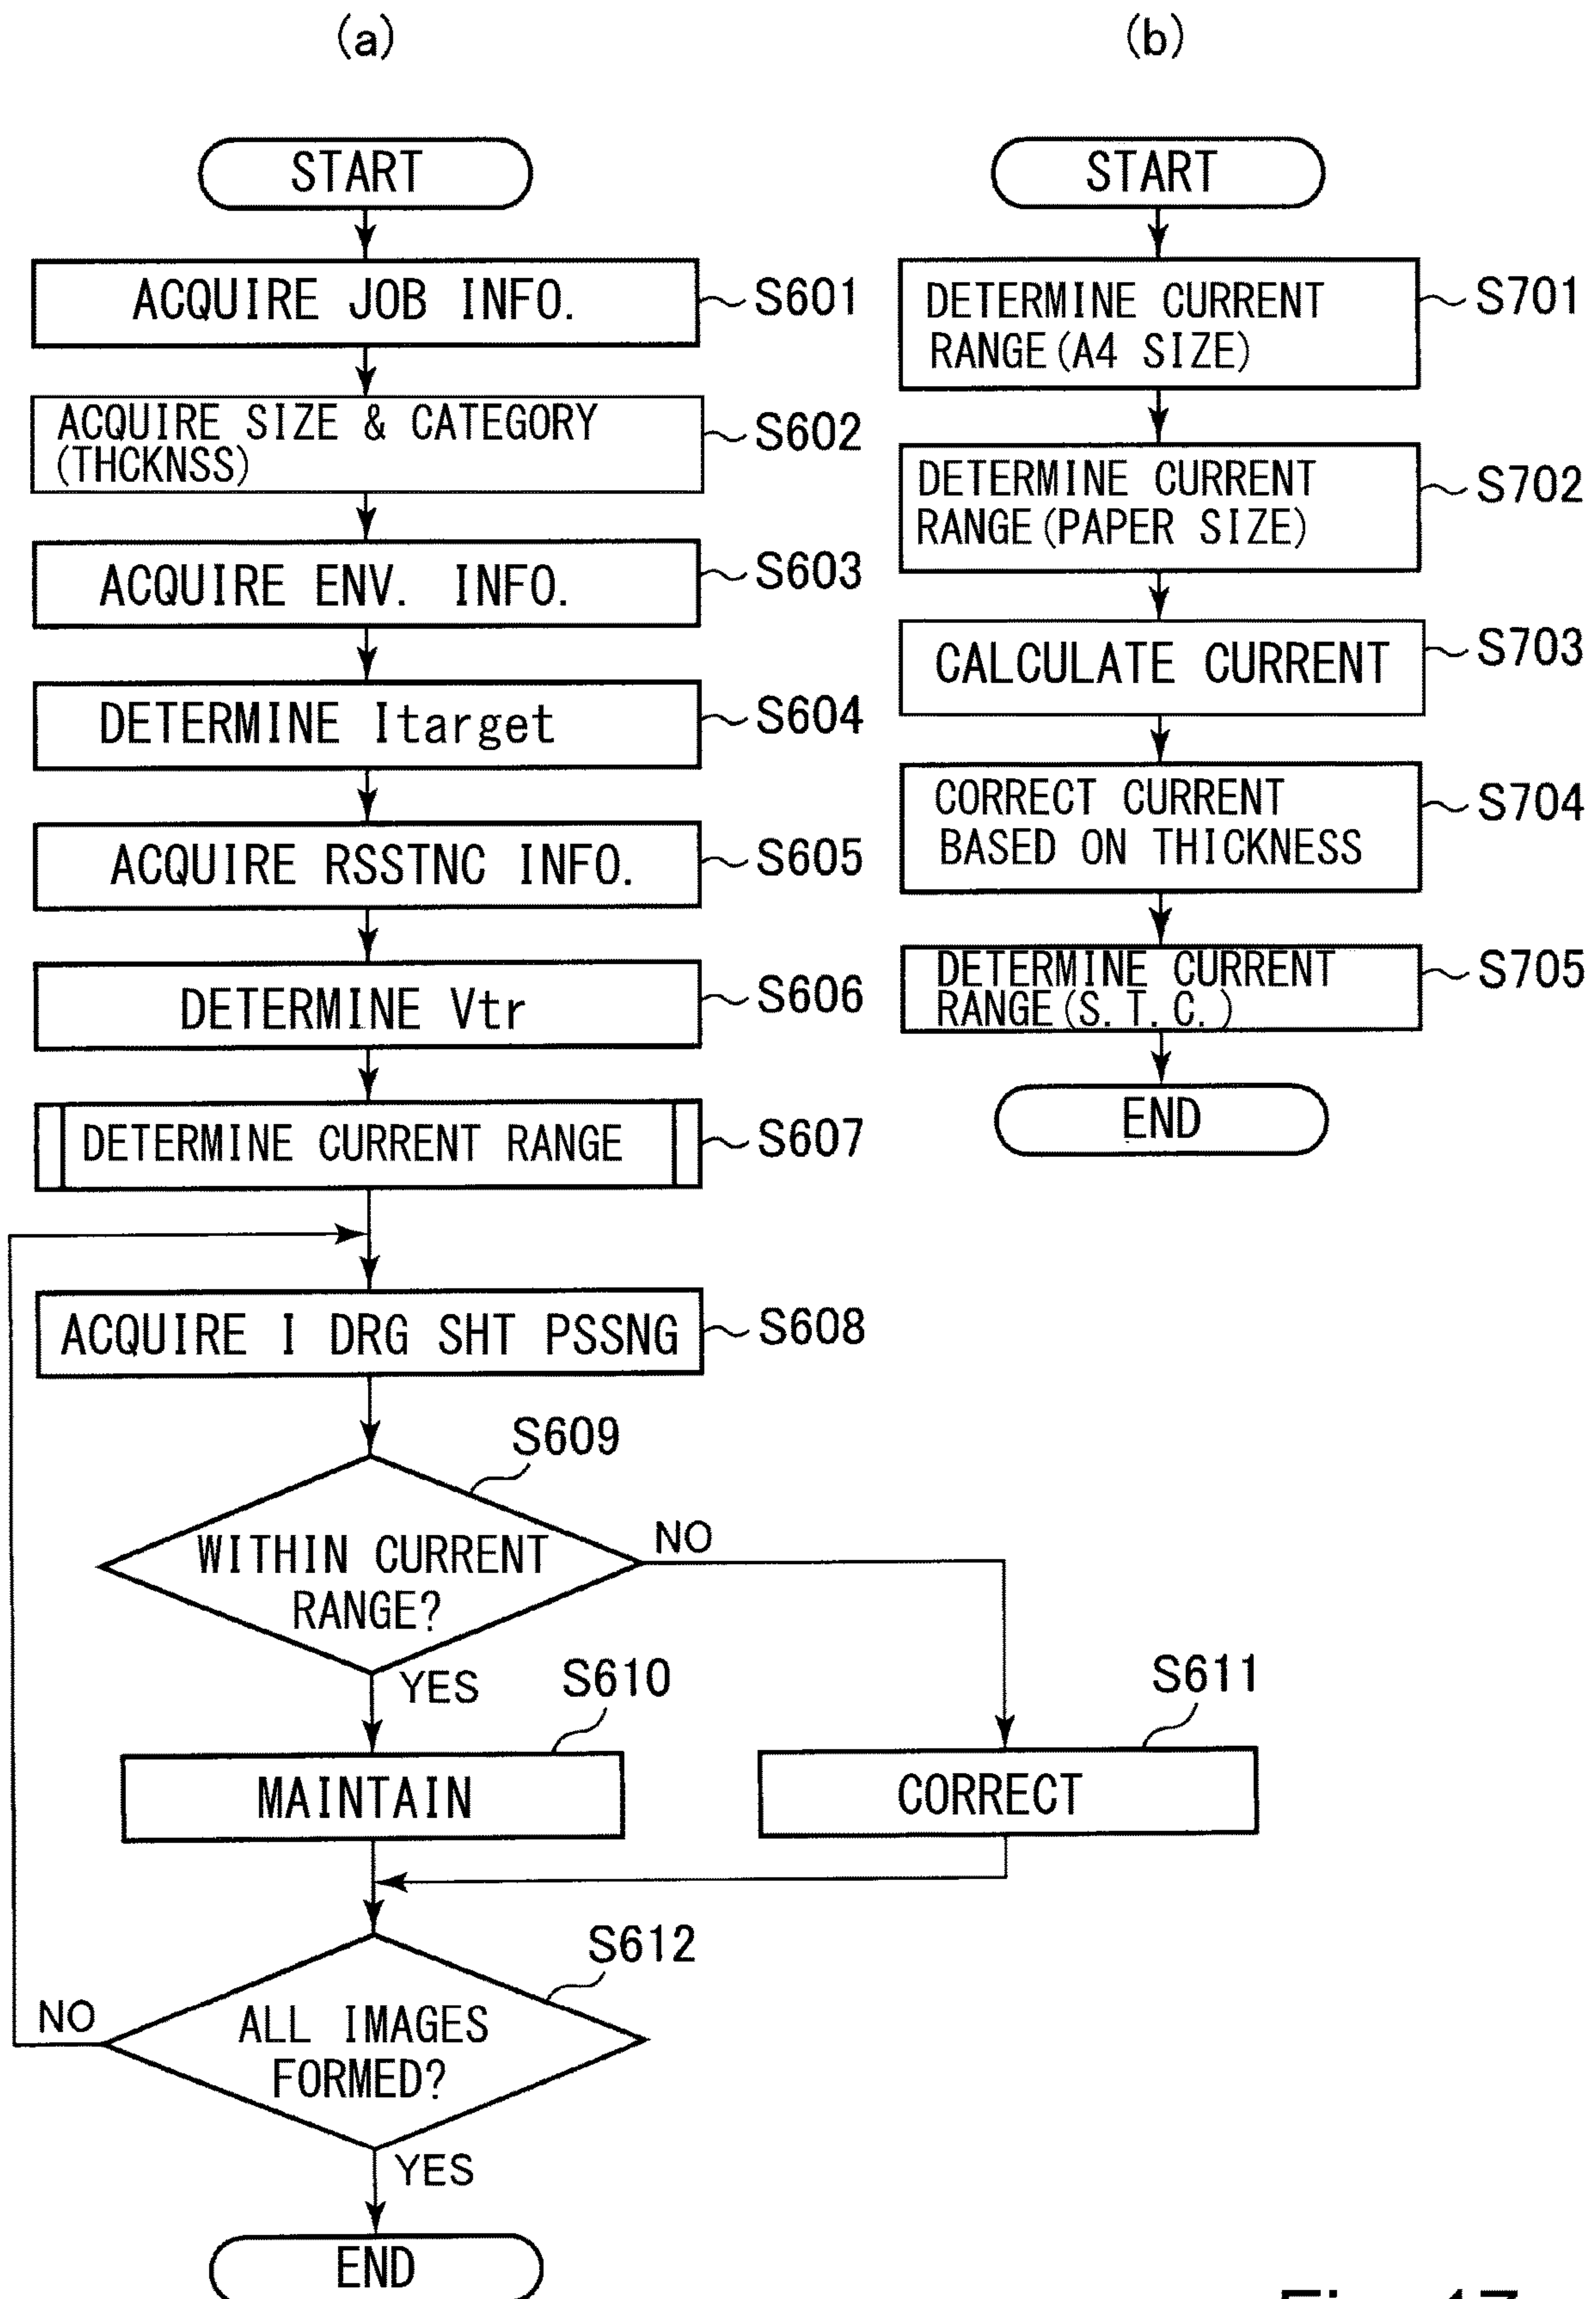 (a)
START
ACQUIRE JOB INFO.
S601
ACQUIRE SIZE & CATEGORY
(THCKNSS)
S602
ACQUIRE ENV. INFO.
S603
DETERMINE Itarget
S604
ACQUIRE RSSTNC INFO.
S605
DETERMINE Vtr
S606
DETERMINE CURRENT RANGE
S607
ACQUIRE I DRG SHT PSSNG
S608
S609
WITHIN CURRENT
RANGE?
NO
YES
S610
MAINTAIN
S611
CORRECT
S612
ALL IMAGES
FORMED?
NO
YES
END
(b)
START
DETERMINE CURRENT
RANGE(A4 SIZE)
S701
DETERMINE CURRENT
RANGE(PAPER SIZE)
S702
CALCULATE CURRENT
S703
CORRECT CURRENT
BASED ON THICKNESS
S704
DETERMINE CURRENT
RANGE(S.T.C.)
S705
END